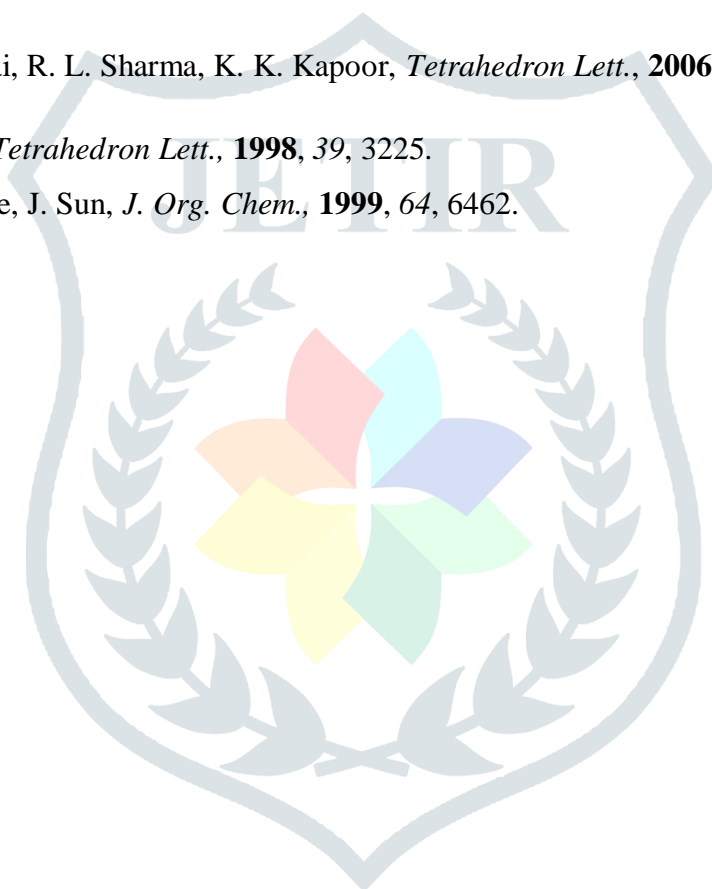 i, R. L. Sharma, K. K. Kapoor, Tetrahedron Lett., 2006
Tetrahedron Lett., 1998, 39, 3225.
e, J. Sun, J. Org. Chem., 1999, 64, 6462.
JETIR